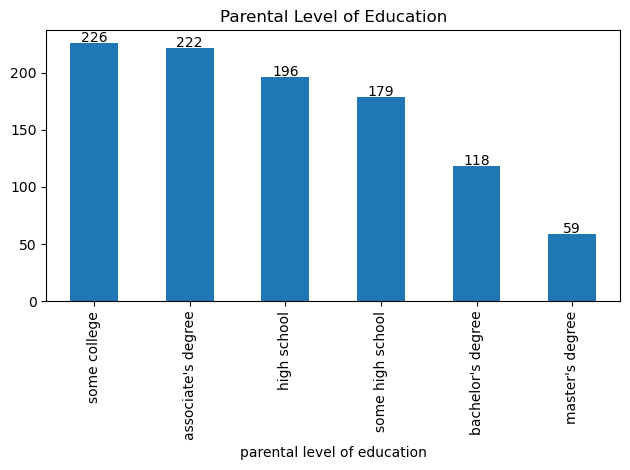 Parental Level of Education
226
222
196
179
118
59
200
150
100
50
0
some college
associate's degree
high school
some high school
bachelor's degree
master's degree
parental level of education